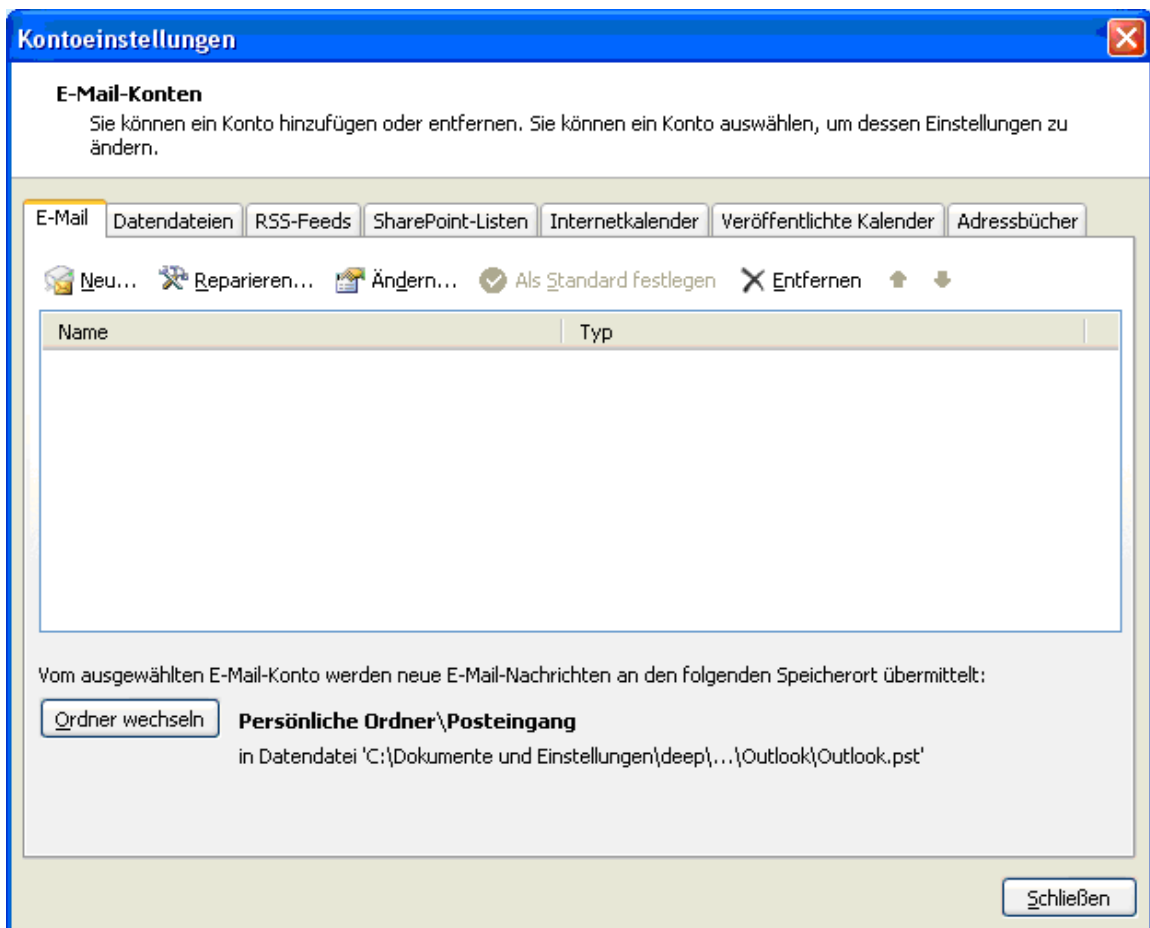 Kontoeinstellungen
E-Mail-Konten
Sie können ein Konto hinzufügen oder entfernen. Sie können ein Konto auswählen, um dessen Einstellungen zu
ändern.
E-Mail Datendateien RSS-Feeds SharePoint-Listen Internetkalender Veröffentlichte Kalender Adressbücher
Neu... Reparieren... Ändern... Als Standard festlegen Entfernen
Name Typ
Vom ausgewählten E-Mail-Konto werden neue E-Mail-Nachrichten an den folgenden Speicherort übermittelt:
Ordner wechseln Persönliche Ordner\Posteingang
in Datendatei 'C:\Dokumente und Einstellungen\deep\...\Outlook\Outlook.pst'
Schließen